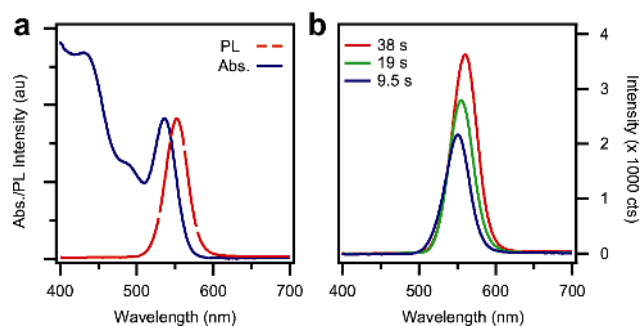 a
PL
Abs.
Abs./PL Intensity (au)
400 500 600 700
Wavelength (nm)
b
38 s
19 s
9.5 s
4
3
2
1
0
Intensity (x 1000 cts)
400 500 600 700
Wavelength (nm)